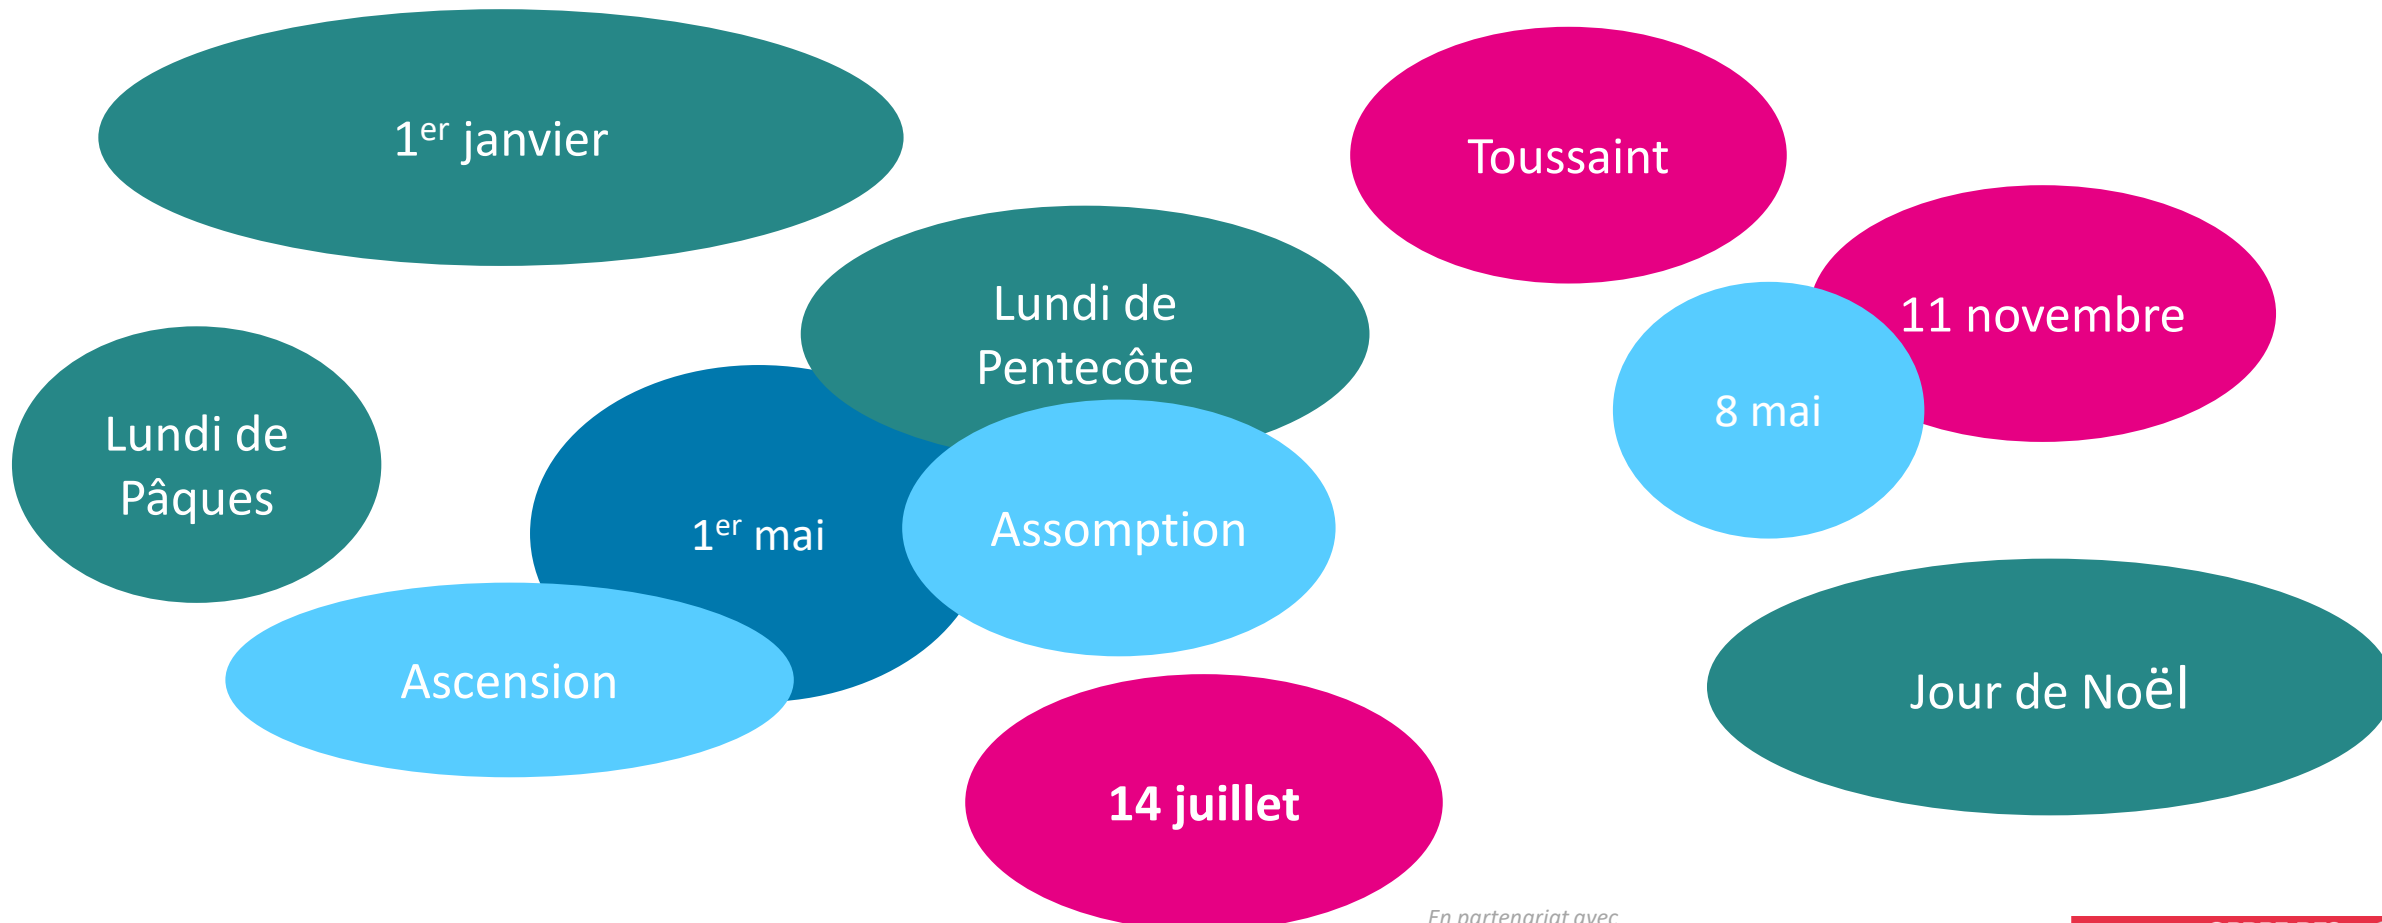 1er janvier
Toussaint
Lundi de
Pentecôte
11 novembre
8 mai
Lundi de
Pâques
1er mai
Assomption
Ascension
Jour de Noël
14 juillet
En partenariat avec